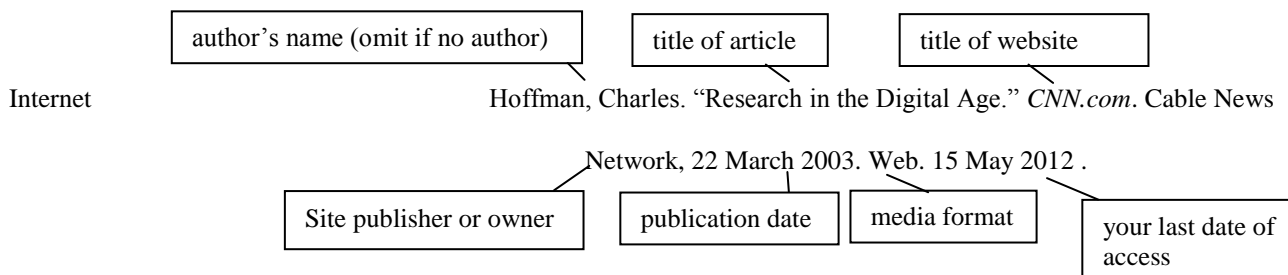 author’s name (omit if no author)
title of article
title of website
Internet
Hoffman, Charles. “Research in the Digital Age.” CNN.com. Cable News
Network, 22 March 2003. Web. 15 May 2012 .
Site publisher or owner
publication date
media format
your last date of
access